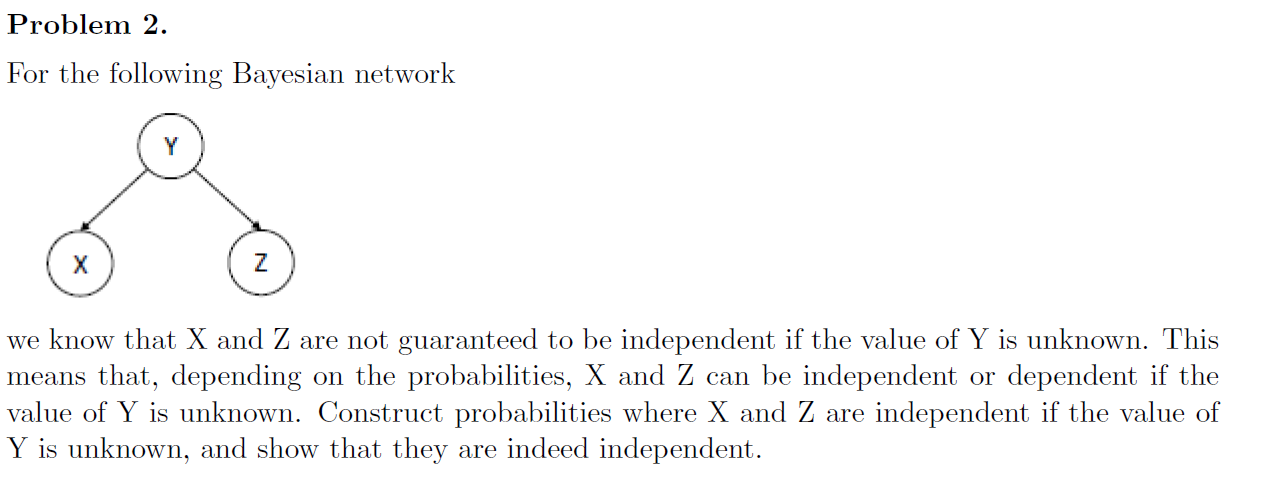 Problem 2.
For the following Bayesian network
Y
X
Z
we know that X and Z are not guaranteed to be independent if the value of Y is unknown. This
means that, depending on the probabilities, X and Z can be independent or dependent if the
value of Y is unknown. Construct probabilities where X and Z are independent if the value of
Y is unknown, and show that they are indeed independent.